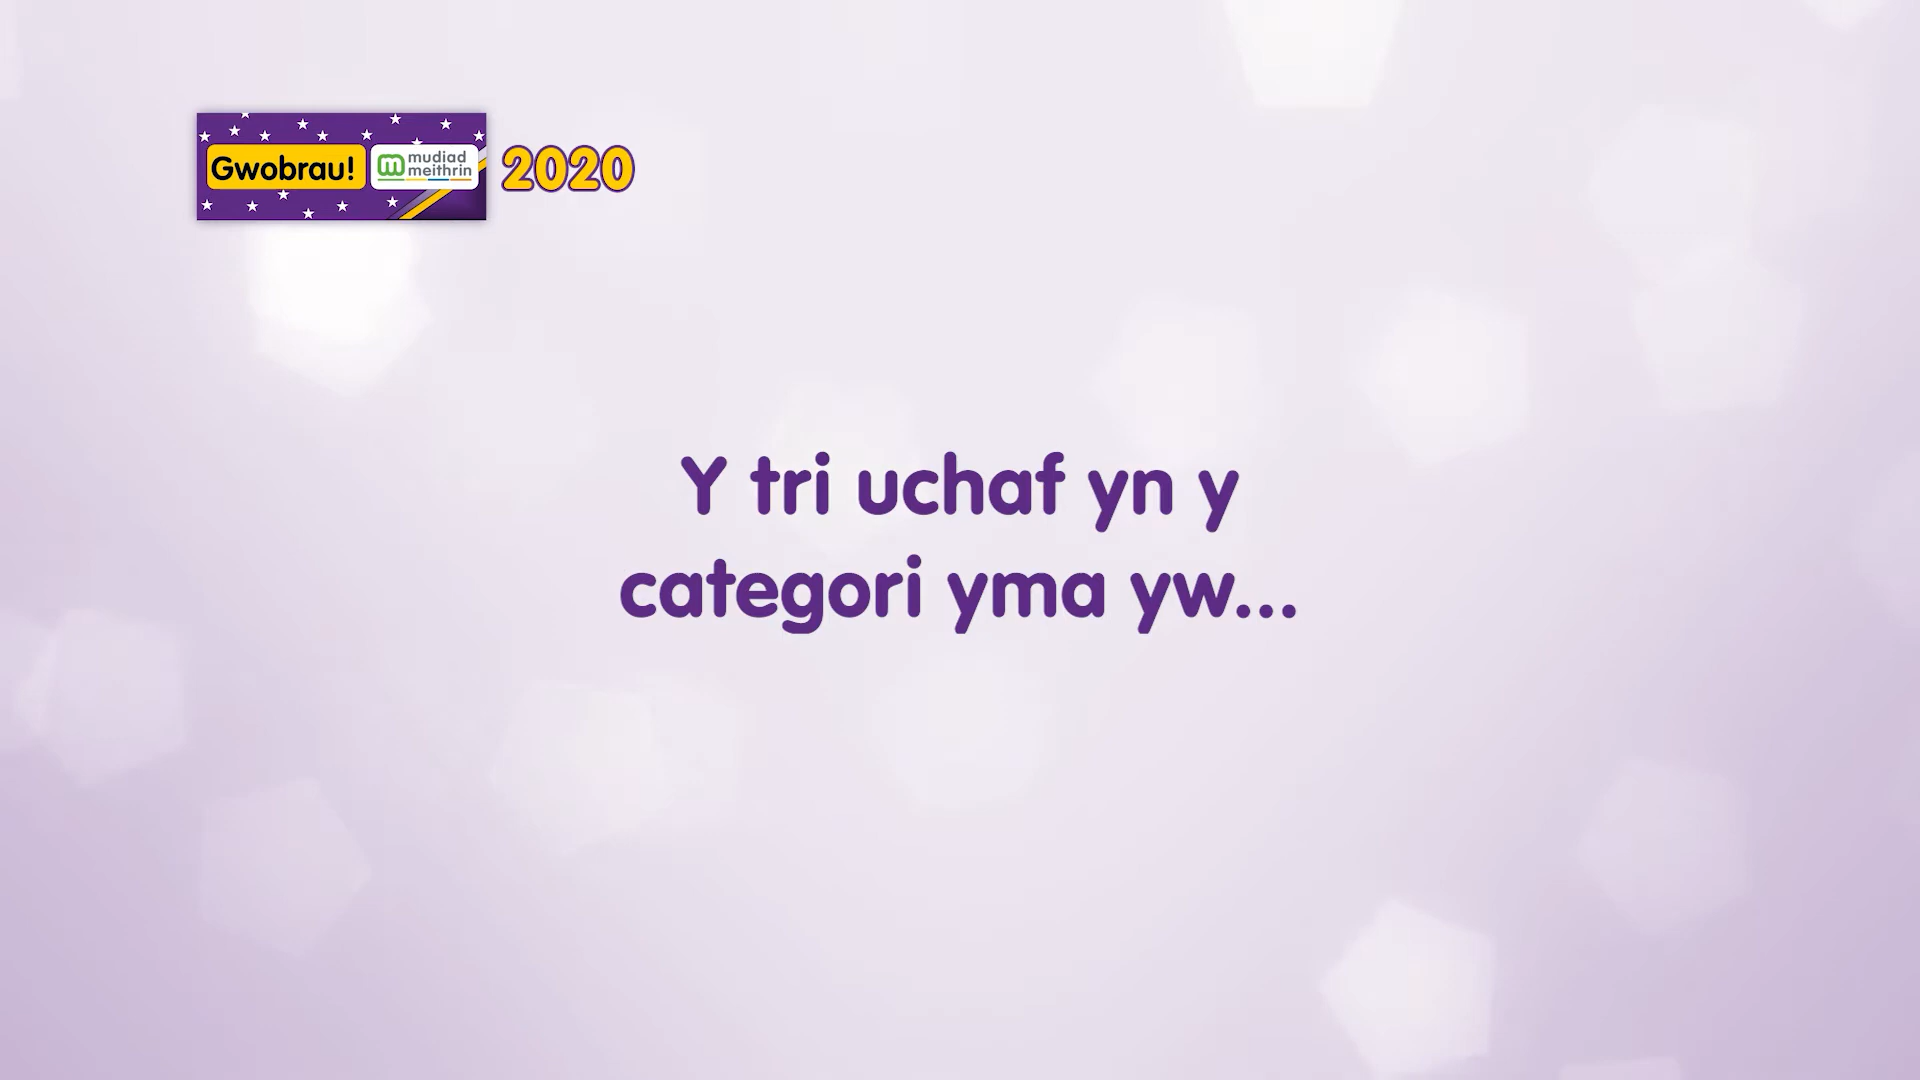 Gwobrau!
mudiad
meithrin
2020
Y tri uchaf yn y
categori yma yw...